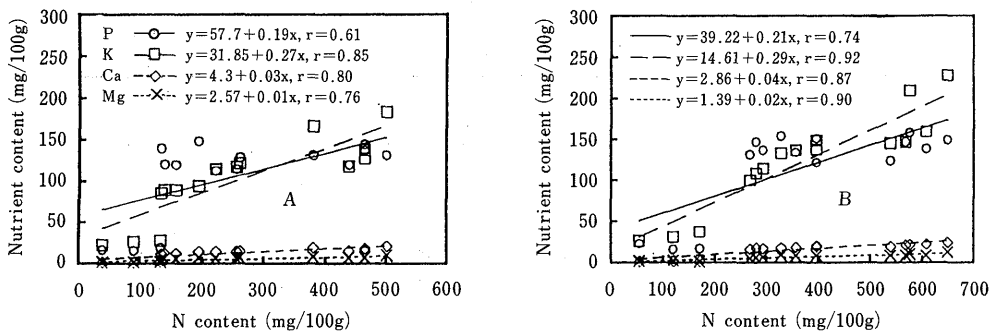 Nutrient content (mg/100g)
300
250
200
150
100
50
0
P y=57.7+0.19x, r=0.61
K y=31.85+0.27x, r=0.85
Ca y=4.3+0.03x, r=0.80
Mg y=2.57+0.01x, r=0.76
A
0 100 200 300 400 500 600
N content (mg/100g)
Nutrient content (mg/100g)
300
250
200
150
100
50
0
y=39.22+0.21x, r=0.74
y=14.61+0.29x, r=0.92
y=2.86+0.04x, r=0.87
y=1.39+0.02x, r=0.90
B
0 100 200 300 400 500 600 700
N content (mg/100g)